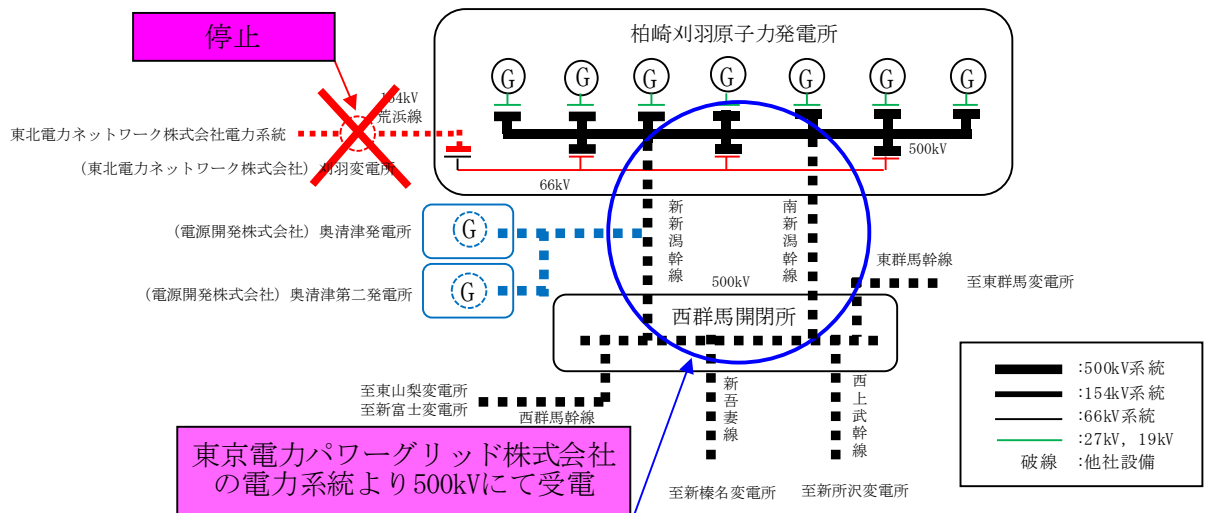 停止
柏崎刈羽原子力発電所
G G G G G G G
154kV
荒浜線
東北電力ネットワーク株式会社電力系統
500kV
(東北電力ネットワーク株式会社)刈羽変電所
66kV
新新潟幹線
南新潟幹線
(電源開発株式会社)奥清津発電所
G
東群馬幹線
500kV
至東群馬変電所
(電源開発株式会社)奥清津第二発電所
G
西群馬開閉所
:500kV系統
:154kV系統
:66kV系統
:27kV, 19kV
破線 :他社設備
至東山梨変電所
至新富士変電所
西群馬幹線
新吾妻線
西上武幹線
東京電力パワーグリッド株式会社
の電力系統より500kVにて受電
至新榛名変電所
至新所沢変電所